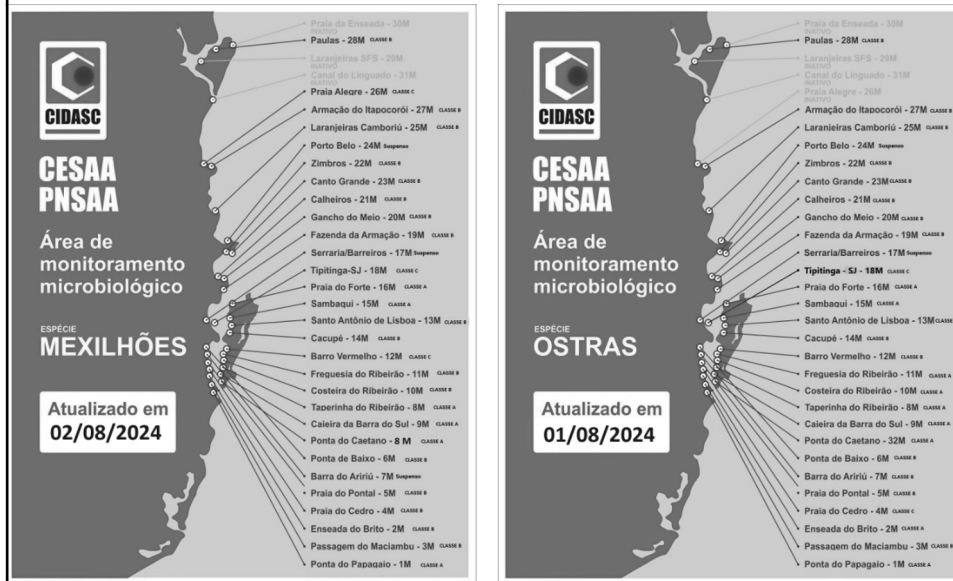 CIDASC
CESAA
PNSAA
Área de
monitoramento
microbiológico
ESPÉCIE
MEXILHÕES
Atualizado em
02/08/2024
Praia da Enseada - 30M
INATIVO
Paulas - 28M CLASSE B
Laranjeiras SFS - 29M
INATIVO
Canal do Linguado - 31M
INATIVO
Praia Alegre - 26M CLASSE C
Armação do Itapocorói - 27M CLASSE B
Laranjeiras Camboriú - 25M CLASSE B
Porto Belo - 24M Suspenso
Zimbros - 22M CLASSE B
Canto Grande - 23M CLASSE B
Calheiros - 21M CLASSE B
Gancho do Meio - 20M CLASSE B
Fazenda da Armação - 19M CLASSE B
Serraria/Barreiros - 17M Suspenso
Tipitinga-SJ - 18M CLASSE C
Praia do Forte - 16M CLASSE A
Sambaqui - 15M CLASSE A
Santo Antônio de Lisboa - 13M CLASSE B
Cacupé - 14M CLASSE B
Barro Vermelho - 12M CLASSE C
Freguesia do Ribeirão - 11M CLASSE B
Costeira do Ribeirão - 10M CLASSE B
Taperinha do Ribeirão - 8M CLASSE A
Caieira da Barra do Sul - 9M CLASSE A
Ponta do Caetano - 8 M CLASSE A
Ponta de Baixo - 6M CLASSE B
Barra do Aririú - 7M Suspenso
Praia do Pontal - 5M CLASSE B
Praia do Cedro - 4M CLASSE B
Enseada do Brito - 2M CLASSE B
Passagem do Maciambu - 3M CLASSE B
Ponta do Papagaio - 1M CLASSE A
CIDASC
CESAA
PNSAA
Área de
monitoramento
microbiológico
ESPÉCIE
OSTRAS
Atualizado em
01/08/2024
Praia da Enseada - 30M
INATIVO
Paulas - 28M CLASSE B
Laranjeiras SFS - 29M
INATIVO
Canal do Linguado - 31M
INATIVO
Praia Alegre - 26M
INATIVO
Armação do Itapocorói - 27M CLASSE B
Laranieiras Camboriú - 25M CLASSE B
Porto Belo - 24M Suspenso
Zimbros - 22M CLASSE B
Canto Grande - 23M CLASSE B
Calheiros - 21M CLASSE B
Gancho do Meio - 20M CLASSE B
Fazenda da Armação - 19M CLASSE B
Serraria/Barreiros - 17M Suspenso
Tipitinga - SJ - 18M CLASSE C
Praia do Forte - 16M CLASSE A
Sambaqui - 15M CLASSE A
Santo Antônio de Lisboa - 13M CLASSE
Cacupé - 14M CLASSE B
Barro Vermelho - 12M CLASSE B
Freguesia do Ribeirão - 11M CLASSE A
Costeira do Ribeirão - 10M CLASSE A
Taperinha do Ribeirão - 8M CLASSE A
Caieira da Barra do Sul - 9M CLASSE A
Ponta do Caetano - 32M CLASSE A
Ponta de Baixo - 6M CLASSE B
Barra do Aririú - 7M CLASSE B
Praia do Pontal - 5M CLASSE B
Praia do Cedro - 4M CLASSE C
Enseada do Brito - 2M CLASSE A
Passagem do Maciambu - 3M CLASSE B
Ponta do Papagaio - 1M CLASSE A